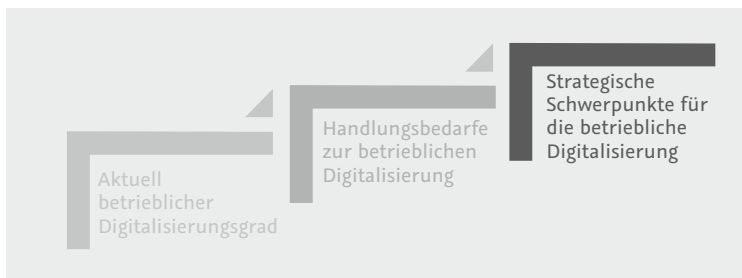 Aktuell
betrieblicher
Digitalisierungsgrad
Handlungsbedarfe
zur betrieblichen
Digitalisierung
Strategische
Schwerpunkte für
die betriebliche
Digitalisierung